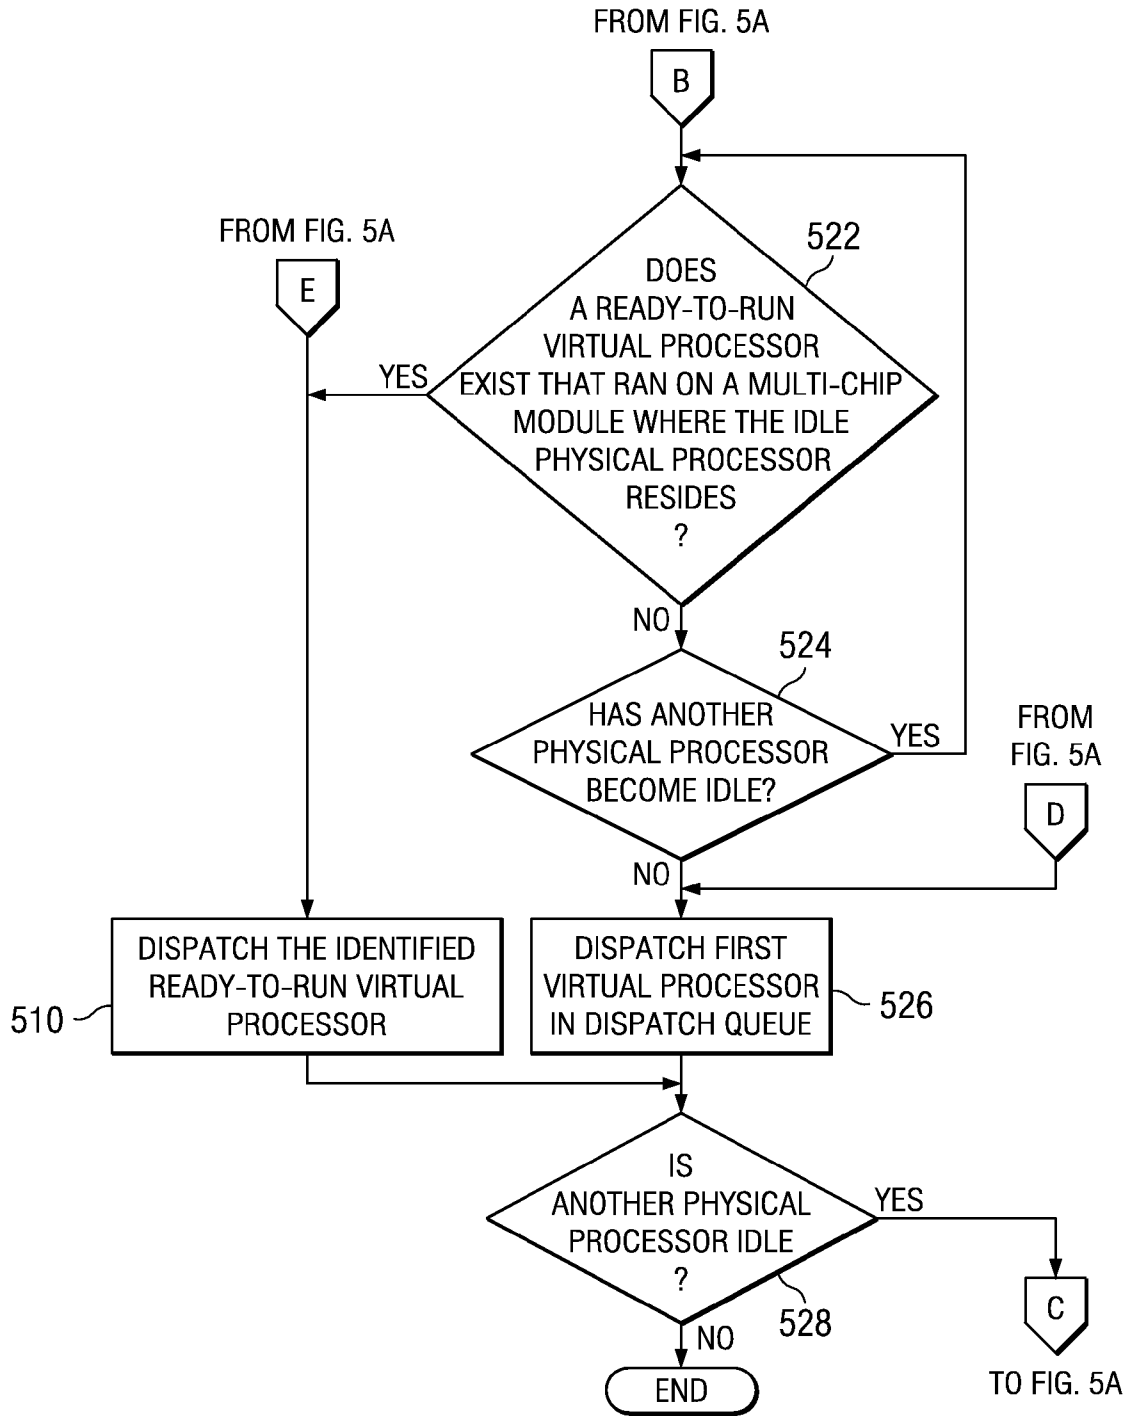 FROM FIG. 5A
B
FROM FIG. 5A
E
522
DOES
A READY-TO-RUN
VIRTUAL PROCESSOR
EXIST THAT RAN ON A MULTI-CHIP
MODULE WHERE THE IDLE
PHYSICAL PROCESSOR
RESIDES
?
YES
NO
524
HAS ANOTHER
PHYSICAL PROCESSOR
BECOME IDLE?
YES
FROM
FIG. 5A
D
NO
DISPATCH THE IDENTIFIED
READY-TO-RUN VIRTUAL
PROCESSOR
510
DISPATCH FIRST
VIRTUAL PROCESSOR
IN DISPATCH QUEUE
526
IS
ANOTHER PHYSICAL
PROCESSOR IDLE
?
YES
528
C
TO FIG. 5A
NO
END